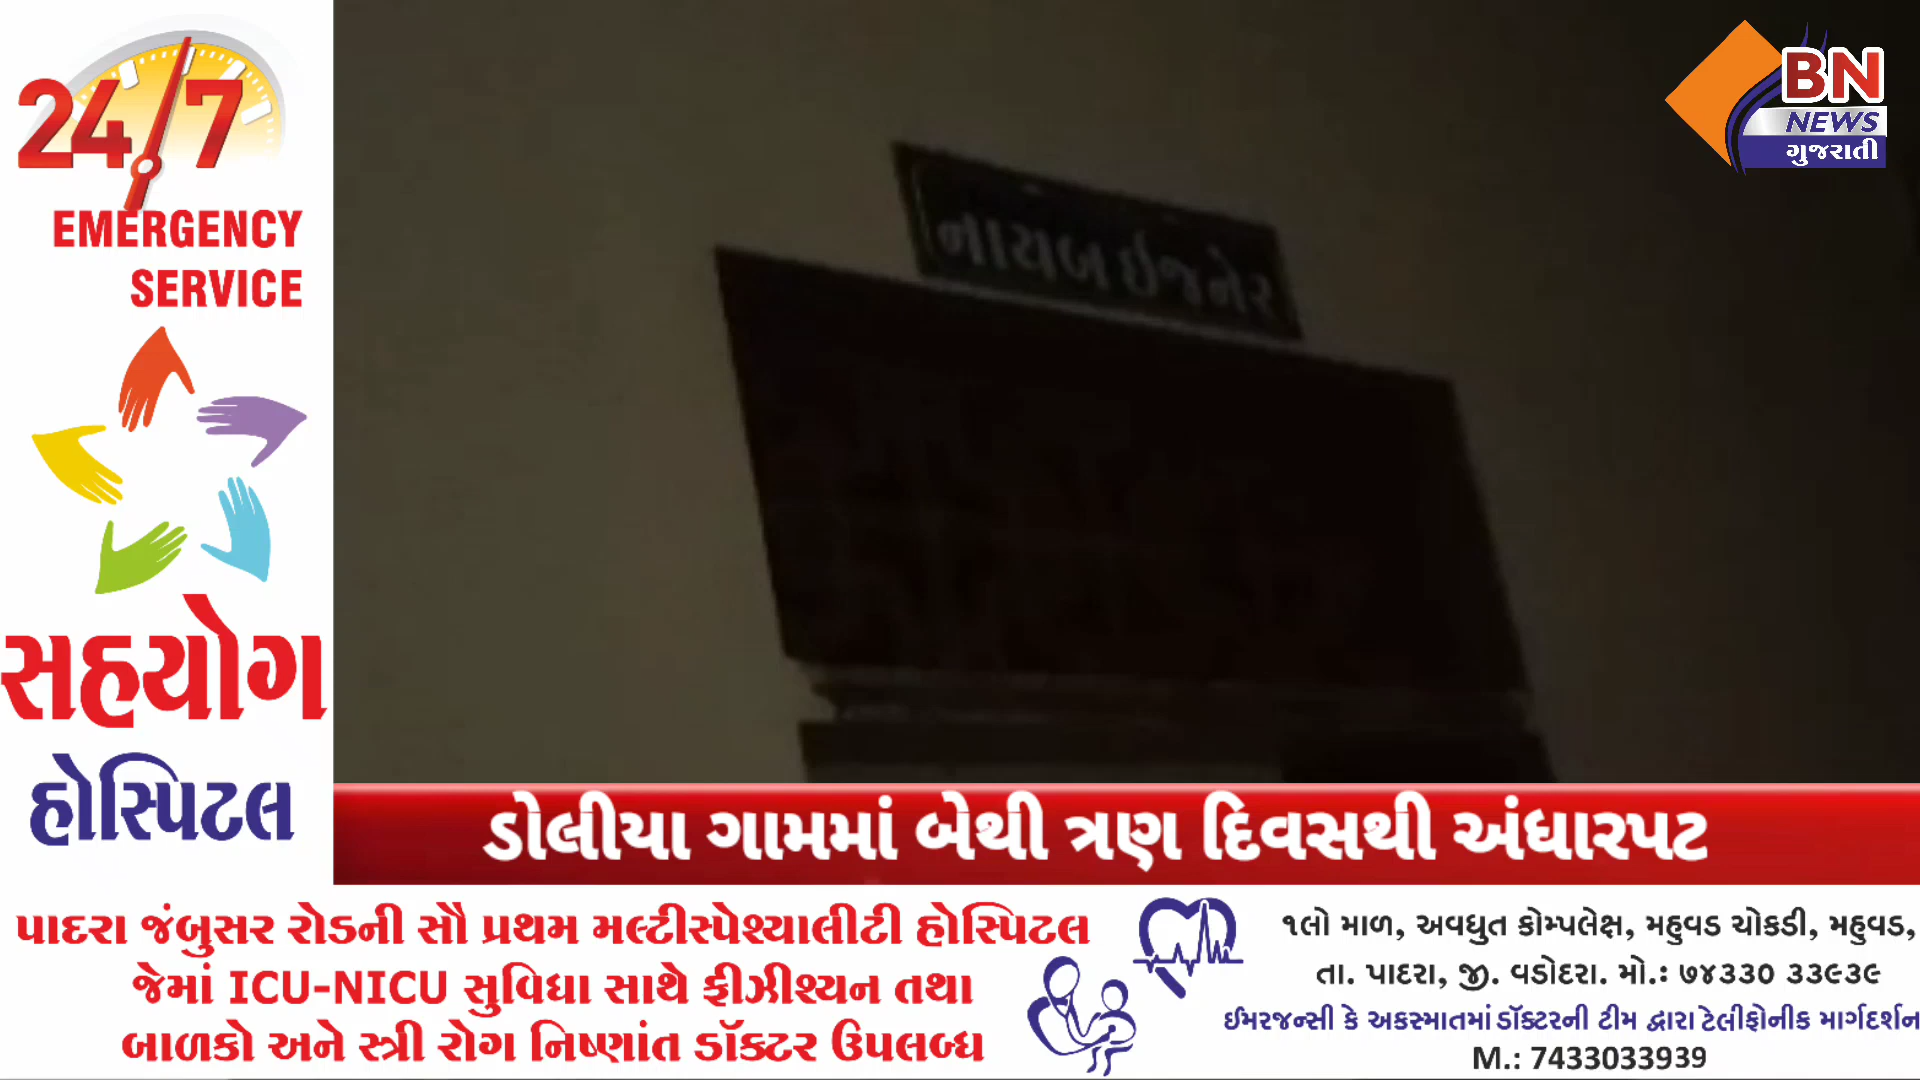 24/7
EMERGENCY
SERVICE
સહયોગ
હોસ્પિટલ
BN
NEWS
ગુજરાતી
નાયબ ઇજનેર
ડોલીયા ગામમાં બેથી ત્રણ દિવસથી અંધારપટ
પાદરા જંબુસર રોડની સૌ પ્રથમ મલ્ટીસ્પેશ્યાલીટી હોસ્પિટલ
જેમાં ICU-NICU સુવિધા સાથે ફીઝીશ્યન તથા
બાળકો અને સ્ત્રી રોગ નિષ્ણાંત ડૉક્ટર ઉપલબ્ધ
૧લો માળ, અવધુત કોમ્પલેક્ષ, મહુવડ ચોકડી, મહુવડ,
તા. પાદરા, જી. વડોદરા. મો.: ૭૪૩૩૦ ૩૩૯૩૯
ઈમરજન્સી કે અકસ્માતમાં ડૉક્ટરની ટીમ દ્વારા ટેલીફોનીક માર્ગદર્શન
M.: 7433033939